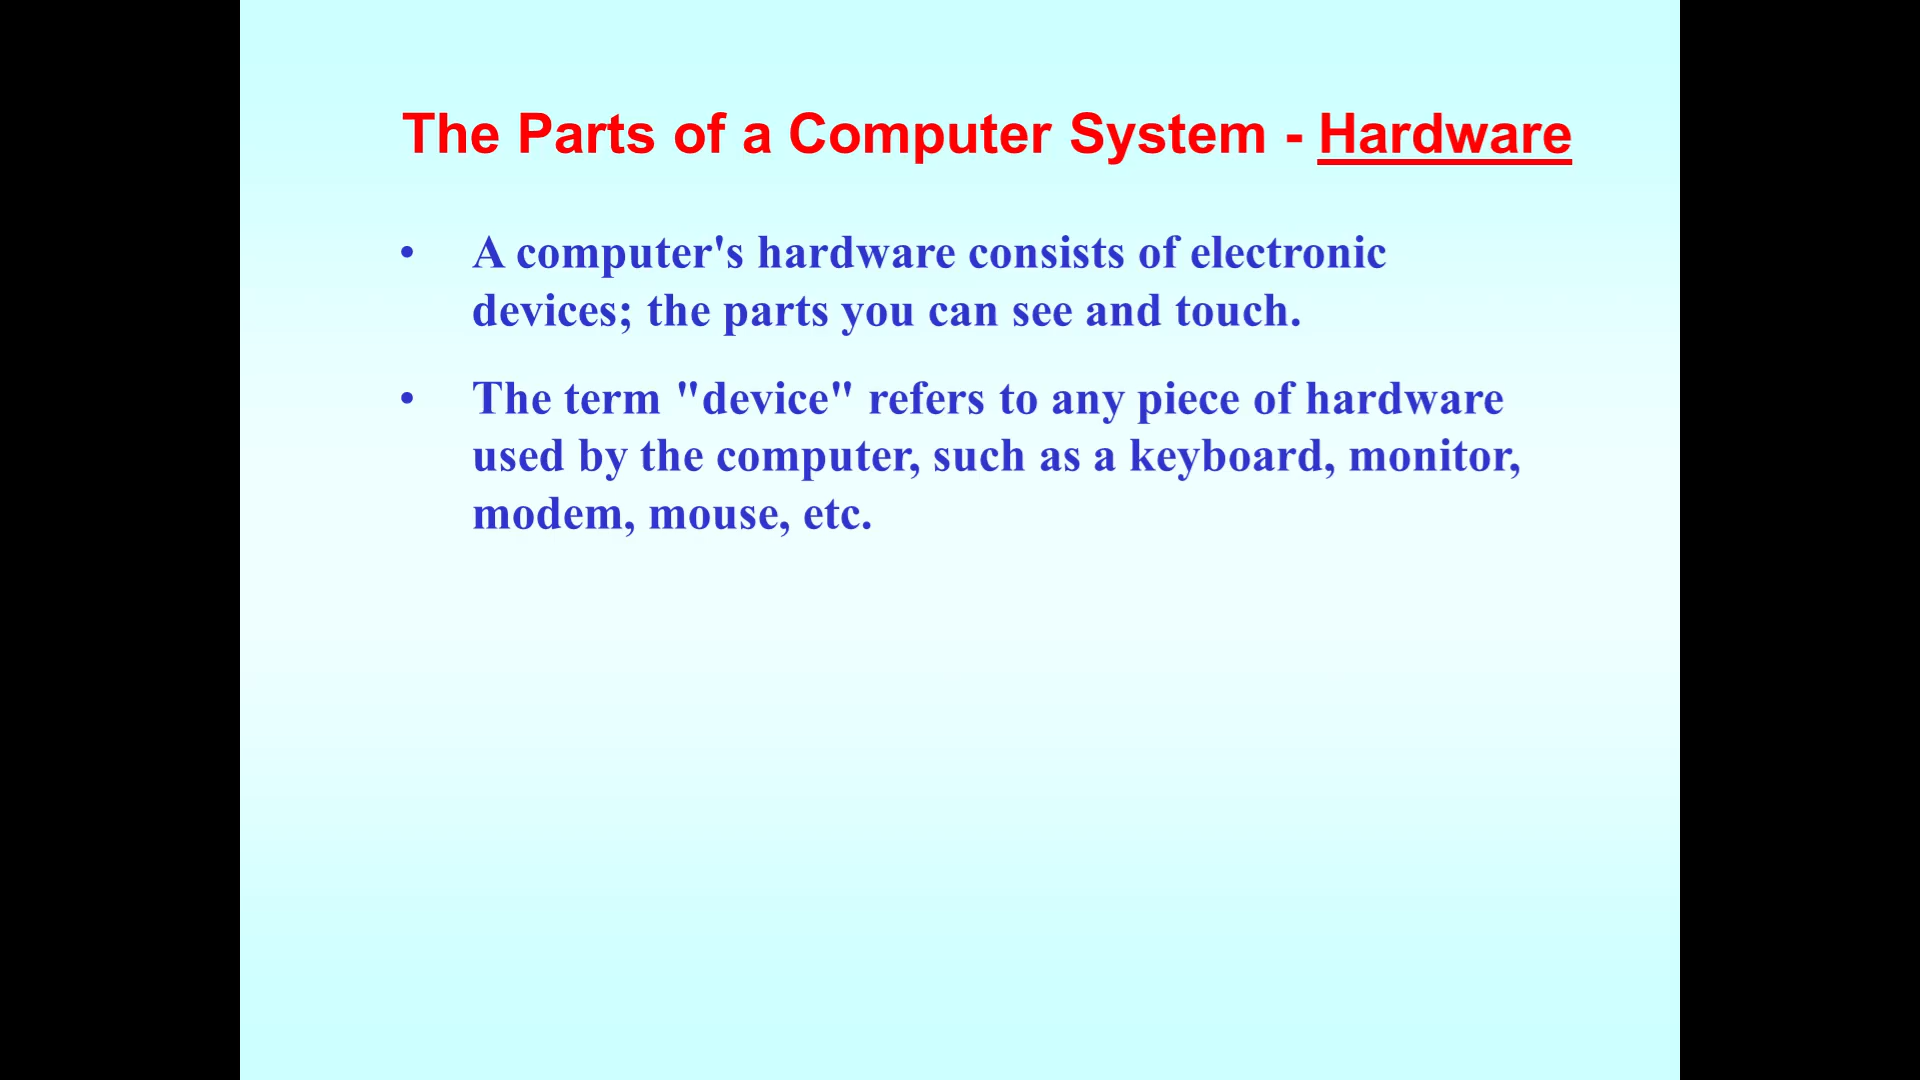 The Parts of a Computer System - Hardware
• A computer's hardware consists of electronic
devices; the parts you can see and touch.
• The term "device" refers to any piece of hardware
used by the computer, such as a keyboard, monitor,
modem, mouse, etc.